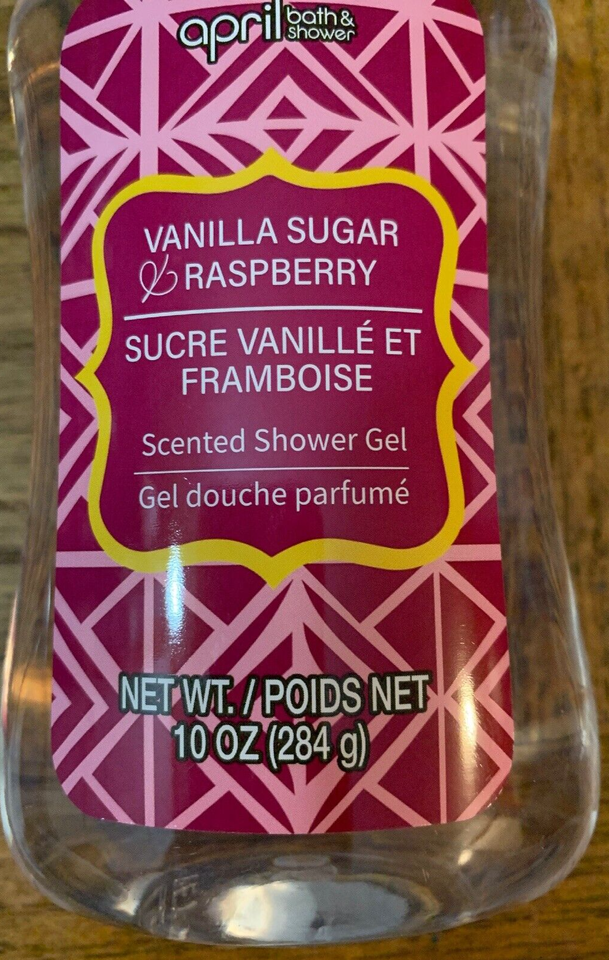 april bath &
shower
VANILLA SUGAR
& RASPBERRY
SUCRE VANILLÉ ET
FRAMBOISE
Scented Shower Gel
Gel douche parfumé
NET WT. / POIDS NET
10 OZ (284 g)